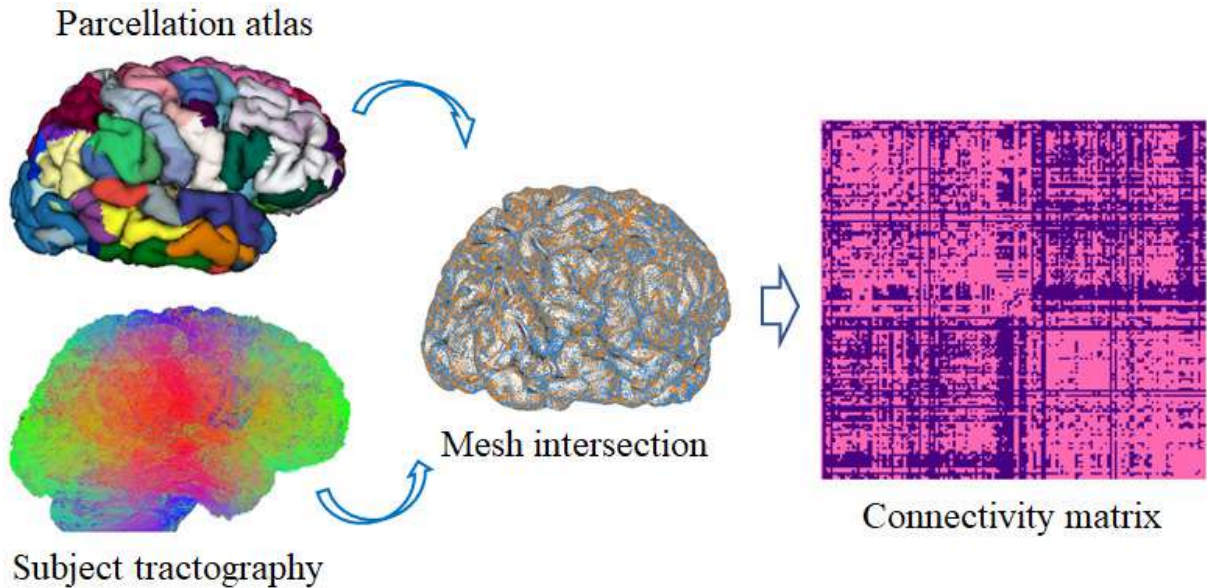 Parcellation atlas
Mesh intersection
Connectivity matrix
Subject tractography